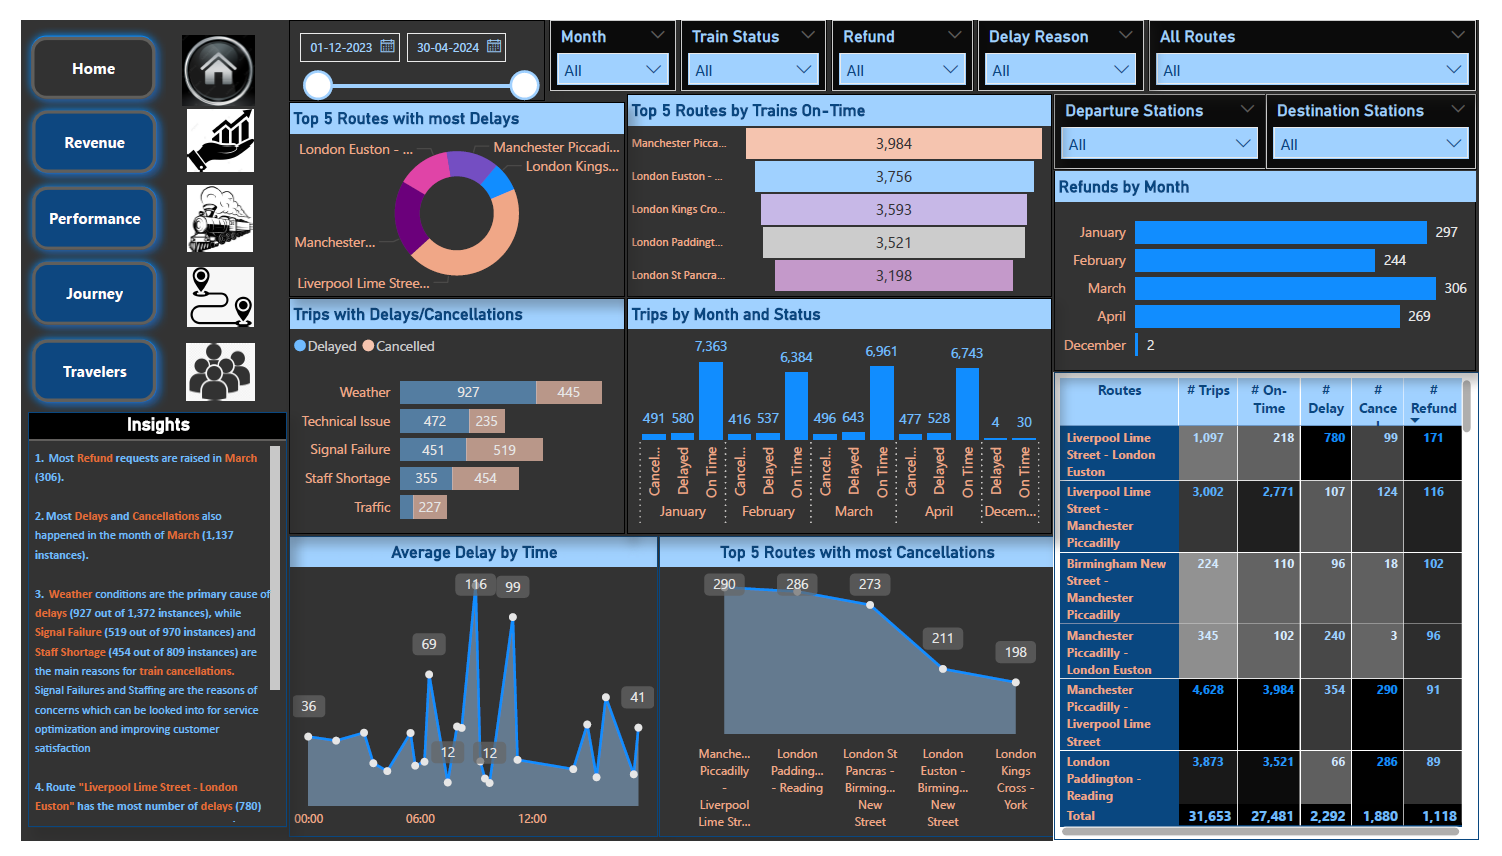 Home
Revenue
Performance
Journey
Travelers
01-12-2023
30-04-2024
Month
All
Train Status
All
Refund
All
Delay Reason
All
All Routes
All
Departure Stations
All
Destination Stations
All
Top 5 Routes with most Delays
London Euston - ...
Manchester Piccadi...
London Kings...
Manchester...
Liverpool Lime Stree...
Top 5 Routes by Trains On-Time
Manchester Picca... 3,984
London Euston - ... 3,756
London Kings Cro... 3,593
London Paddingt... 3,521
London St Pancra... 3,198
Refunds by Month
January 297
February 244
March 306
April 269
December 2
Trips with Delays/Cancellations
Delayed Cancelled
Weather 927 445
Technical Issue 472 235
Signal Failure 451 519
Staff Shortage 355 454
Traffic 227
Trips by Month and Status
7,363 6,384 6,961 6,743
491 580 416 537 496 643 477 528 4 30
Cancel... Delayed On Time Cancel... Delayed On Time Cancel... Delayed On Time Cancel... Delayed On Time Delayed On Time
January February March April Decem...
Insights
1. Most Refund requests are raised in March
(306).
2. Most Delays and Cancellations also
happened in the month of March (1,137
instances).
3. Weather conditions are the primary cause of
delays (927 out of 1,372 instances), while
Signal Failure (519 out of 970 instances) and
Staff Shortage (454 out of 809 instances) are
the main reasons for train cancellations.
Signal Failures and Staffing are the reasons of
concerns which can be looked into for service
optimization and improving customer
satisfaction
4. Route "Liverpool Lime Street - London
Euston" has the most number of delays (780)
Average Delay by Time
116 99
69
36
12 12
41
00:00 06:00 12:00
Top 5 Routes with most Cancellations
290 286 273
211
198
Manche...
Piccadilly
-
Liverpool
Lime Str...
London
Padding...
- Reading
London St
Pancras -
Birming...
New
Street
London
Euston -
Birming...
New
Street
London
Kings
Cross -
York
Routes # Trips # On-Time # Delay # Cance # Refund
Liverpool Lime 1,097 218 780 99 171
Street - London
Euston
Liverpool Lime 3,002 2,771 107 124 116
Street -
Manchester
Piccadilly
Birmingham New 224 110 96 18 102
Street -
Manchester
Piccadilly
Manchester 345 102 240 3 96
Piccadilly -
London Euston
Manchester 4,628 3,984 354 290 91
Piccadilly -
Liverpool Lime
Street
London 3,873 3,521 66 286 89
Paddington -
Reading
Total 31,653 27,481 2,292 1,880 1,118